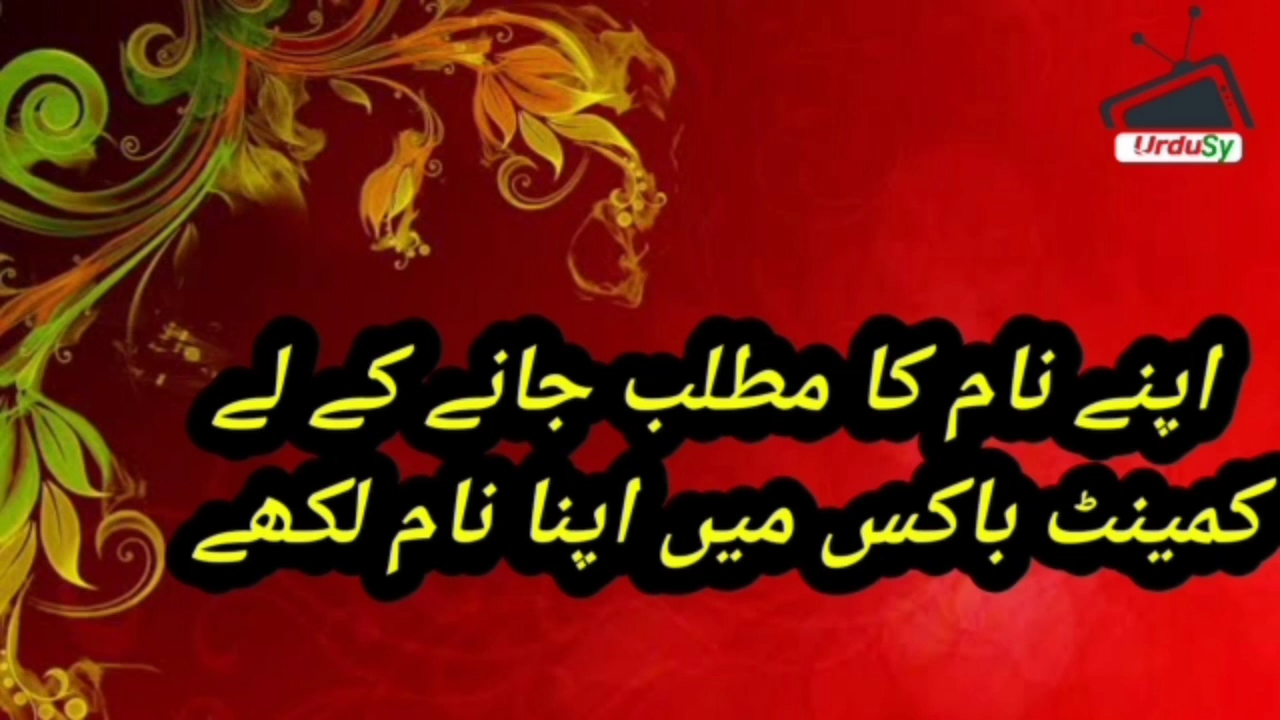 UrduSy
اپنے نام کا مطلب جانے کے لے
کمینٹ باکس میں اپنا نام لکھے